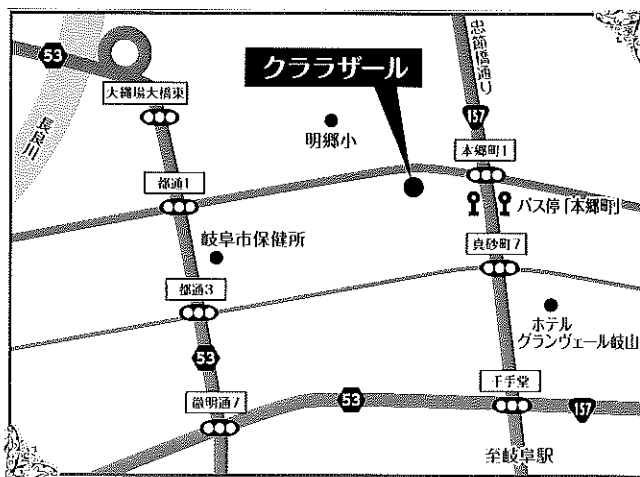 53
忠節橋通り
クララザール
大縄場大橋東
長良川
明郷小
157
本郷町1
都通1
バス停「本郷町」
岐阜市保健所
真砂町7
都通3
ホテル
グランヴェール岐山
53
徹明通7
53
千手堂
157
至岐阜駅